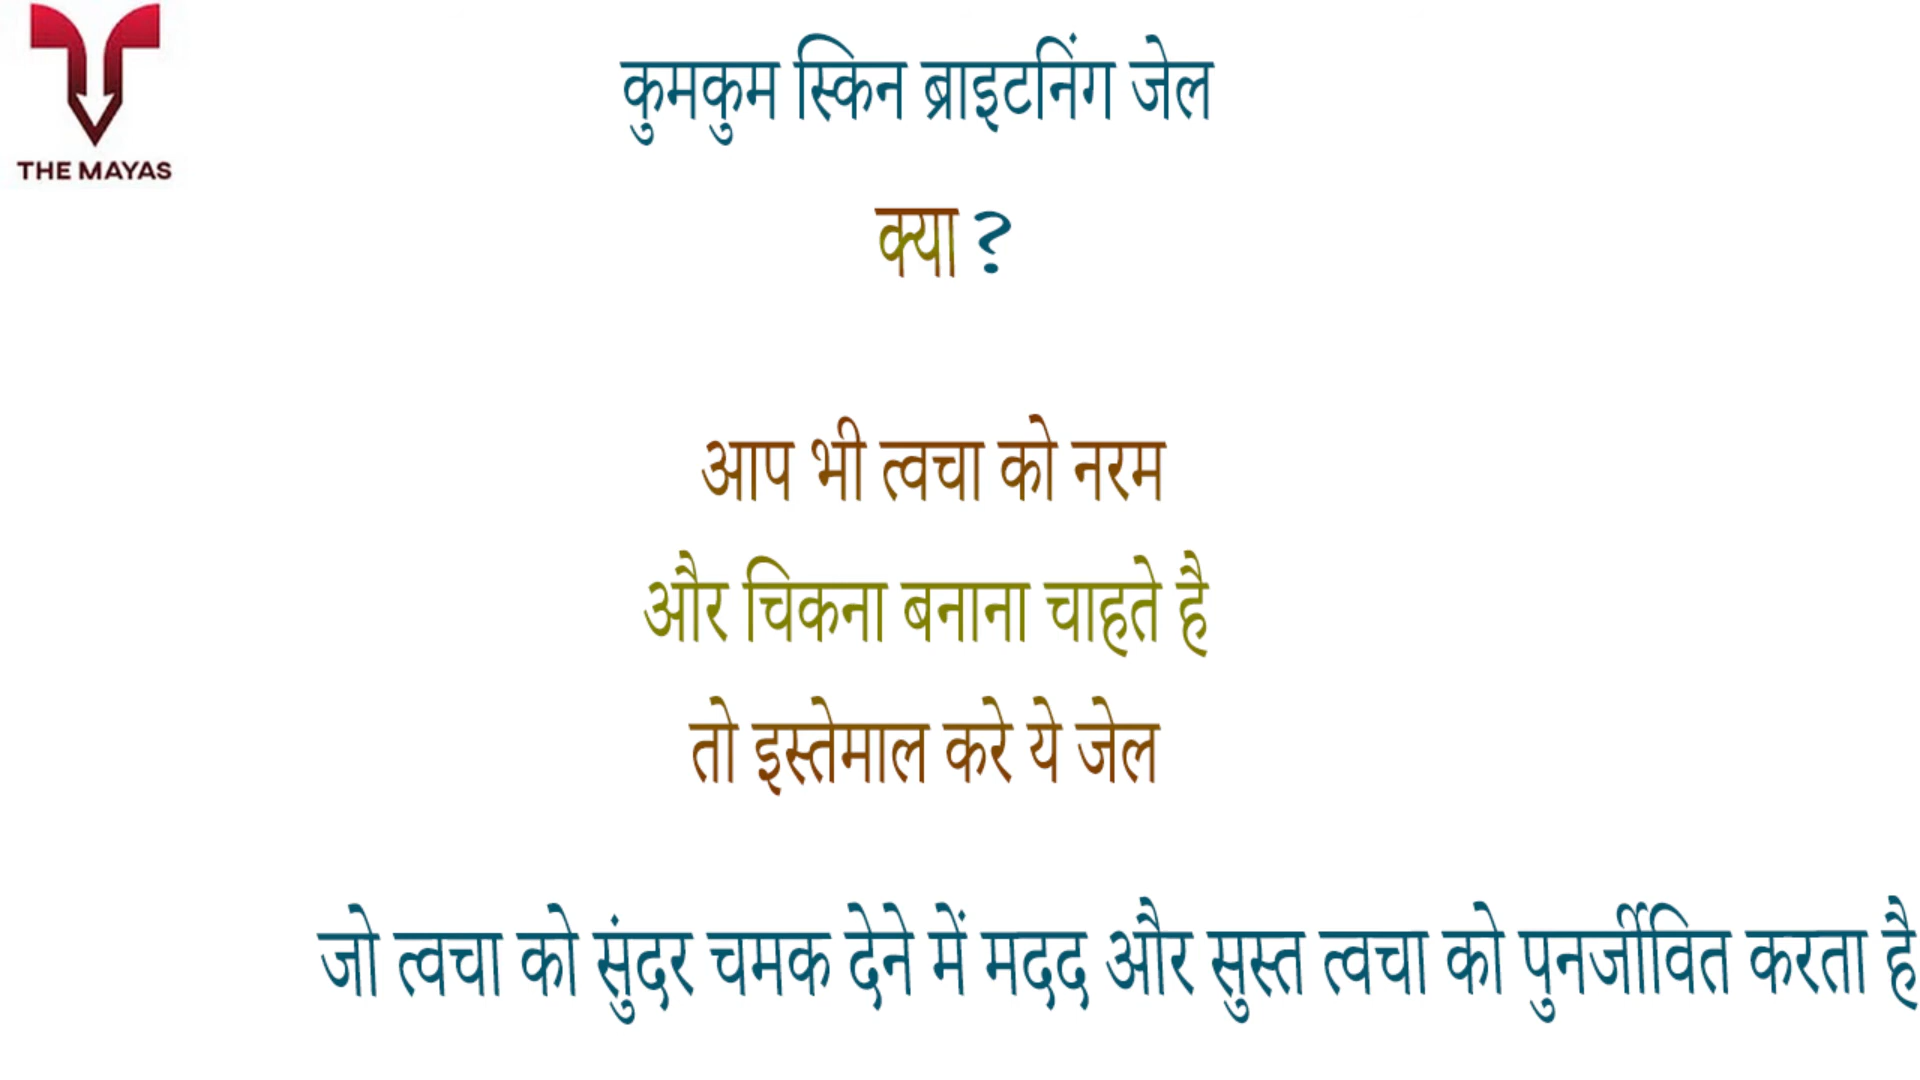 THE MAYAS
कुमकुम स्किन ब्राइटनिंग जेल
क्या ?
आप भी त्वचा को नरम
और चिकना बनाना चाहते है
तो इस्तेमाल करे ये जेल
जो त्वचा को सुंदर चमक देने में मदद और सुस्त त्वचा को पुनर्जीवित करता है